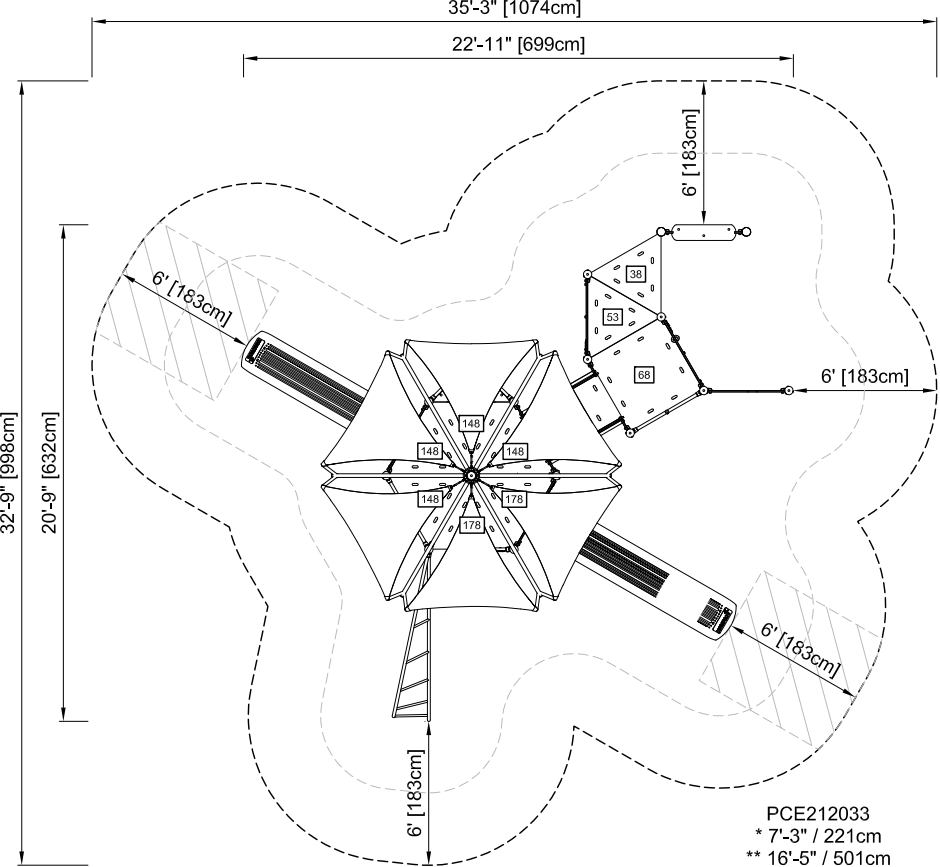 35'-3" [1074cm]
22'-11" [699cm]
6' [183cm]
38
6' [183cm]
53
68
6' [183cm]
148
148
148
32'-9" [998cm]
20'-9" [632cm]
148
178
178
6' [183cm]
6' [183cm]
PCE212033
* 7'-3" / 221cm
** 16'-5" / 501cm